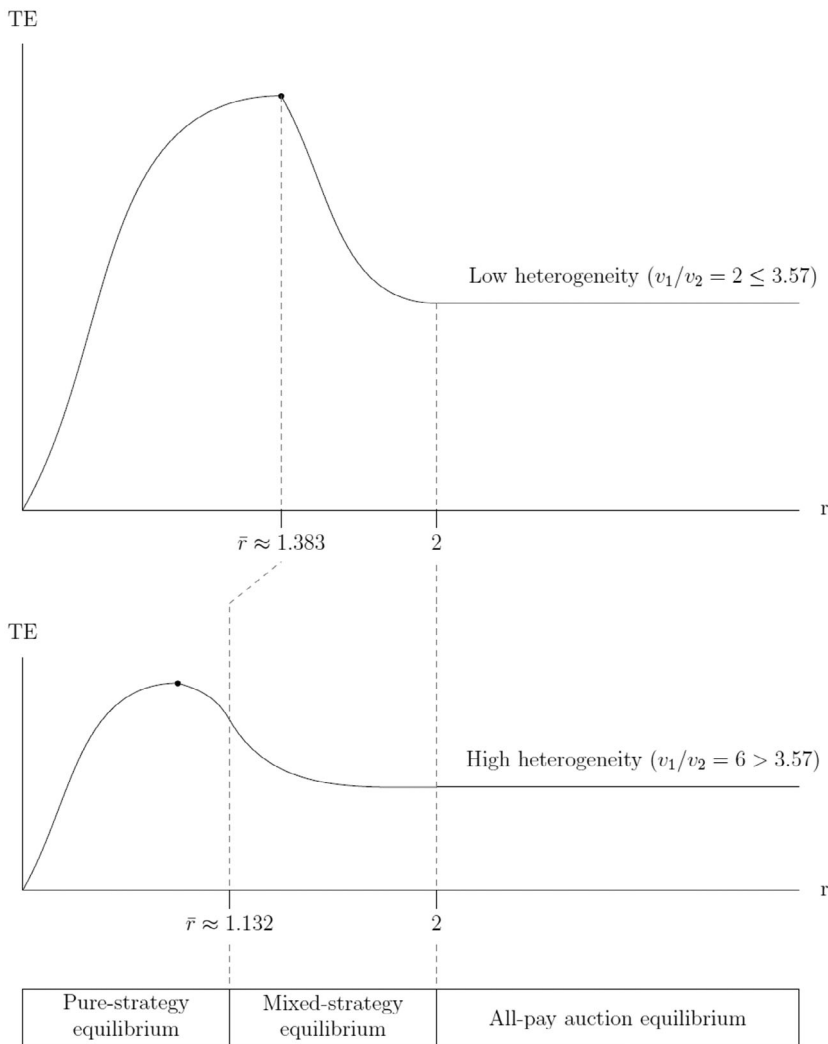 TE
Low heterogeneity (v₁/v₂ = 2 ≤ 3.57)
r
r̄ ≈ 1.383
2
TE
High heterogeneity (v₁/v₂ = 6 > 3.57)
r
r̄ ≈ 1.132
2
Pure-strategy
equilibrium
Mixed-strategy
equilibrium
All-pay auction equilibrium